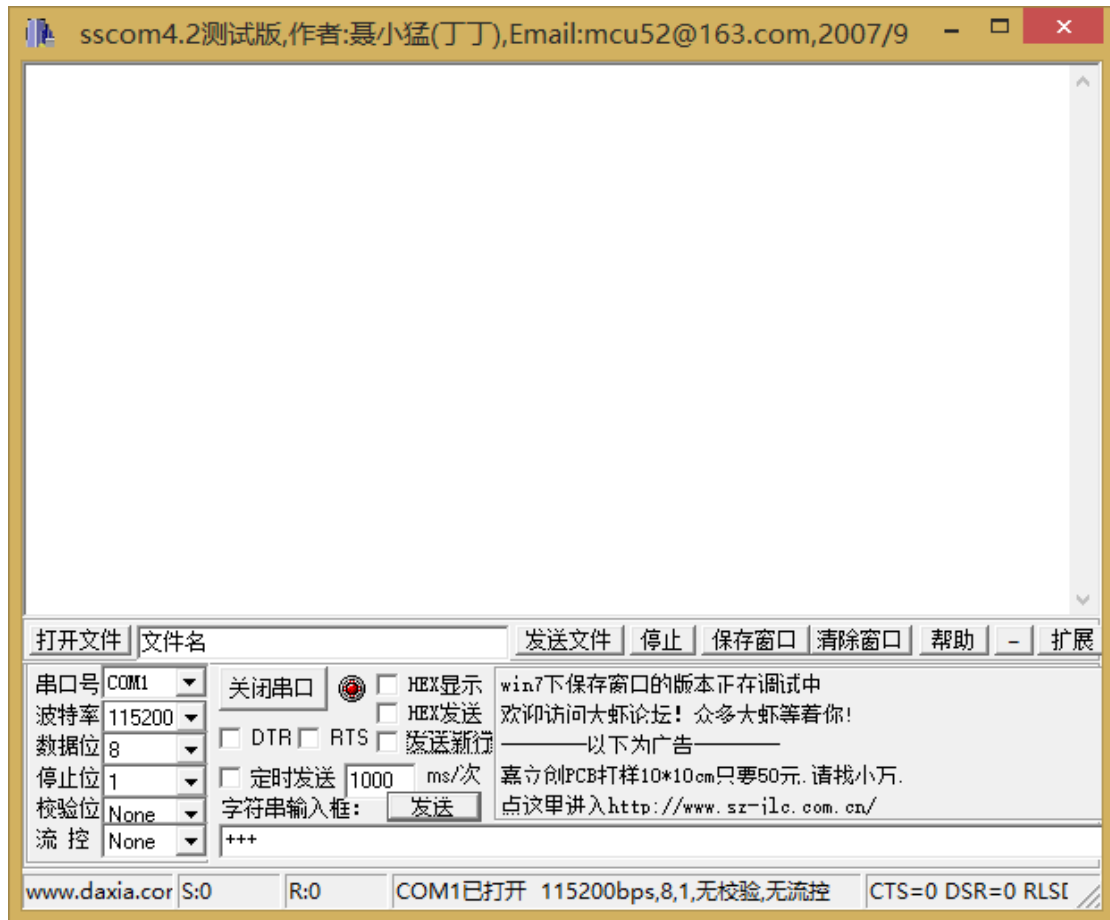 sscom4.2测试版,作者:聂小猛(丁丁),Email:mcu52@163.com,2007/9
打开文件 文件名 发送文件 停止 保存窗口 清除窗口 帮助 - 扩展
串口号 COM1 关闭串口 HEX显示
波特率 115200 HEX发送
数据位 8 DTR RTS 发送新行
停止位 1 定时发送 1000 ms/次
校验位 None 字符串输入框: 发送
流 控 None +++
win7下保存窗口的版本正在调试中
欢迎访问大虾论坛! 众多大虾等着你!
————以下为广告————
嘉立创PCB打样10*10cm只要50元.请找小万.
点这里进入http://www.sz-jlc.com.cn/
www.daxia.cor S:0 R:0 COM1已打开 115200bps,8,1,无校验,无流控 CTS=0 DSR=0 RLSI